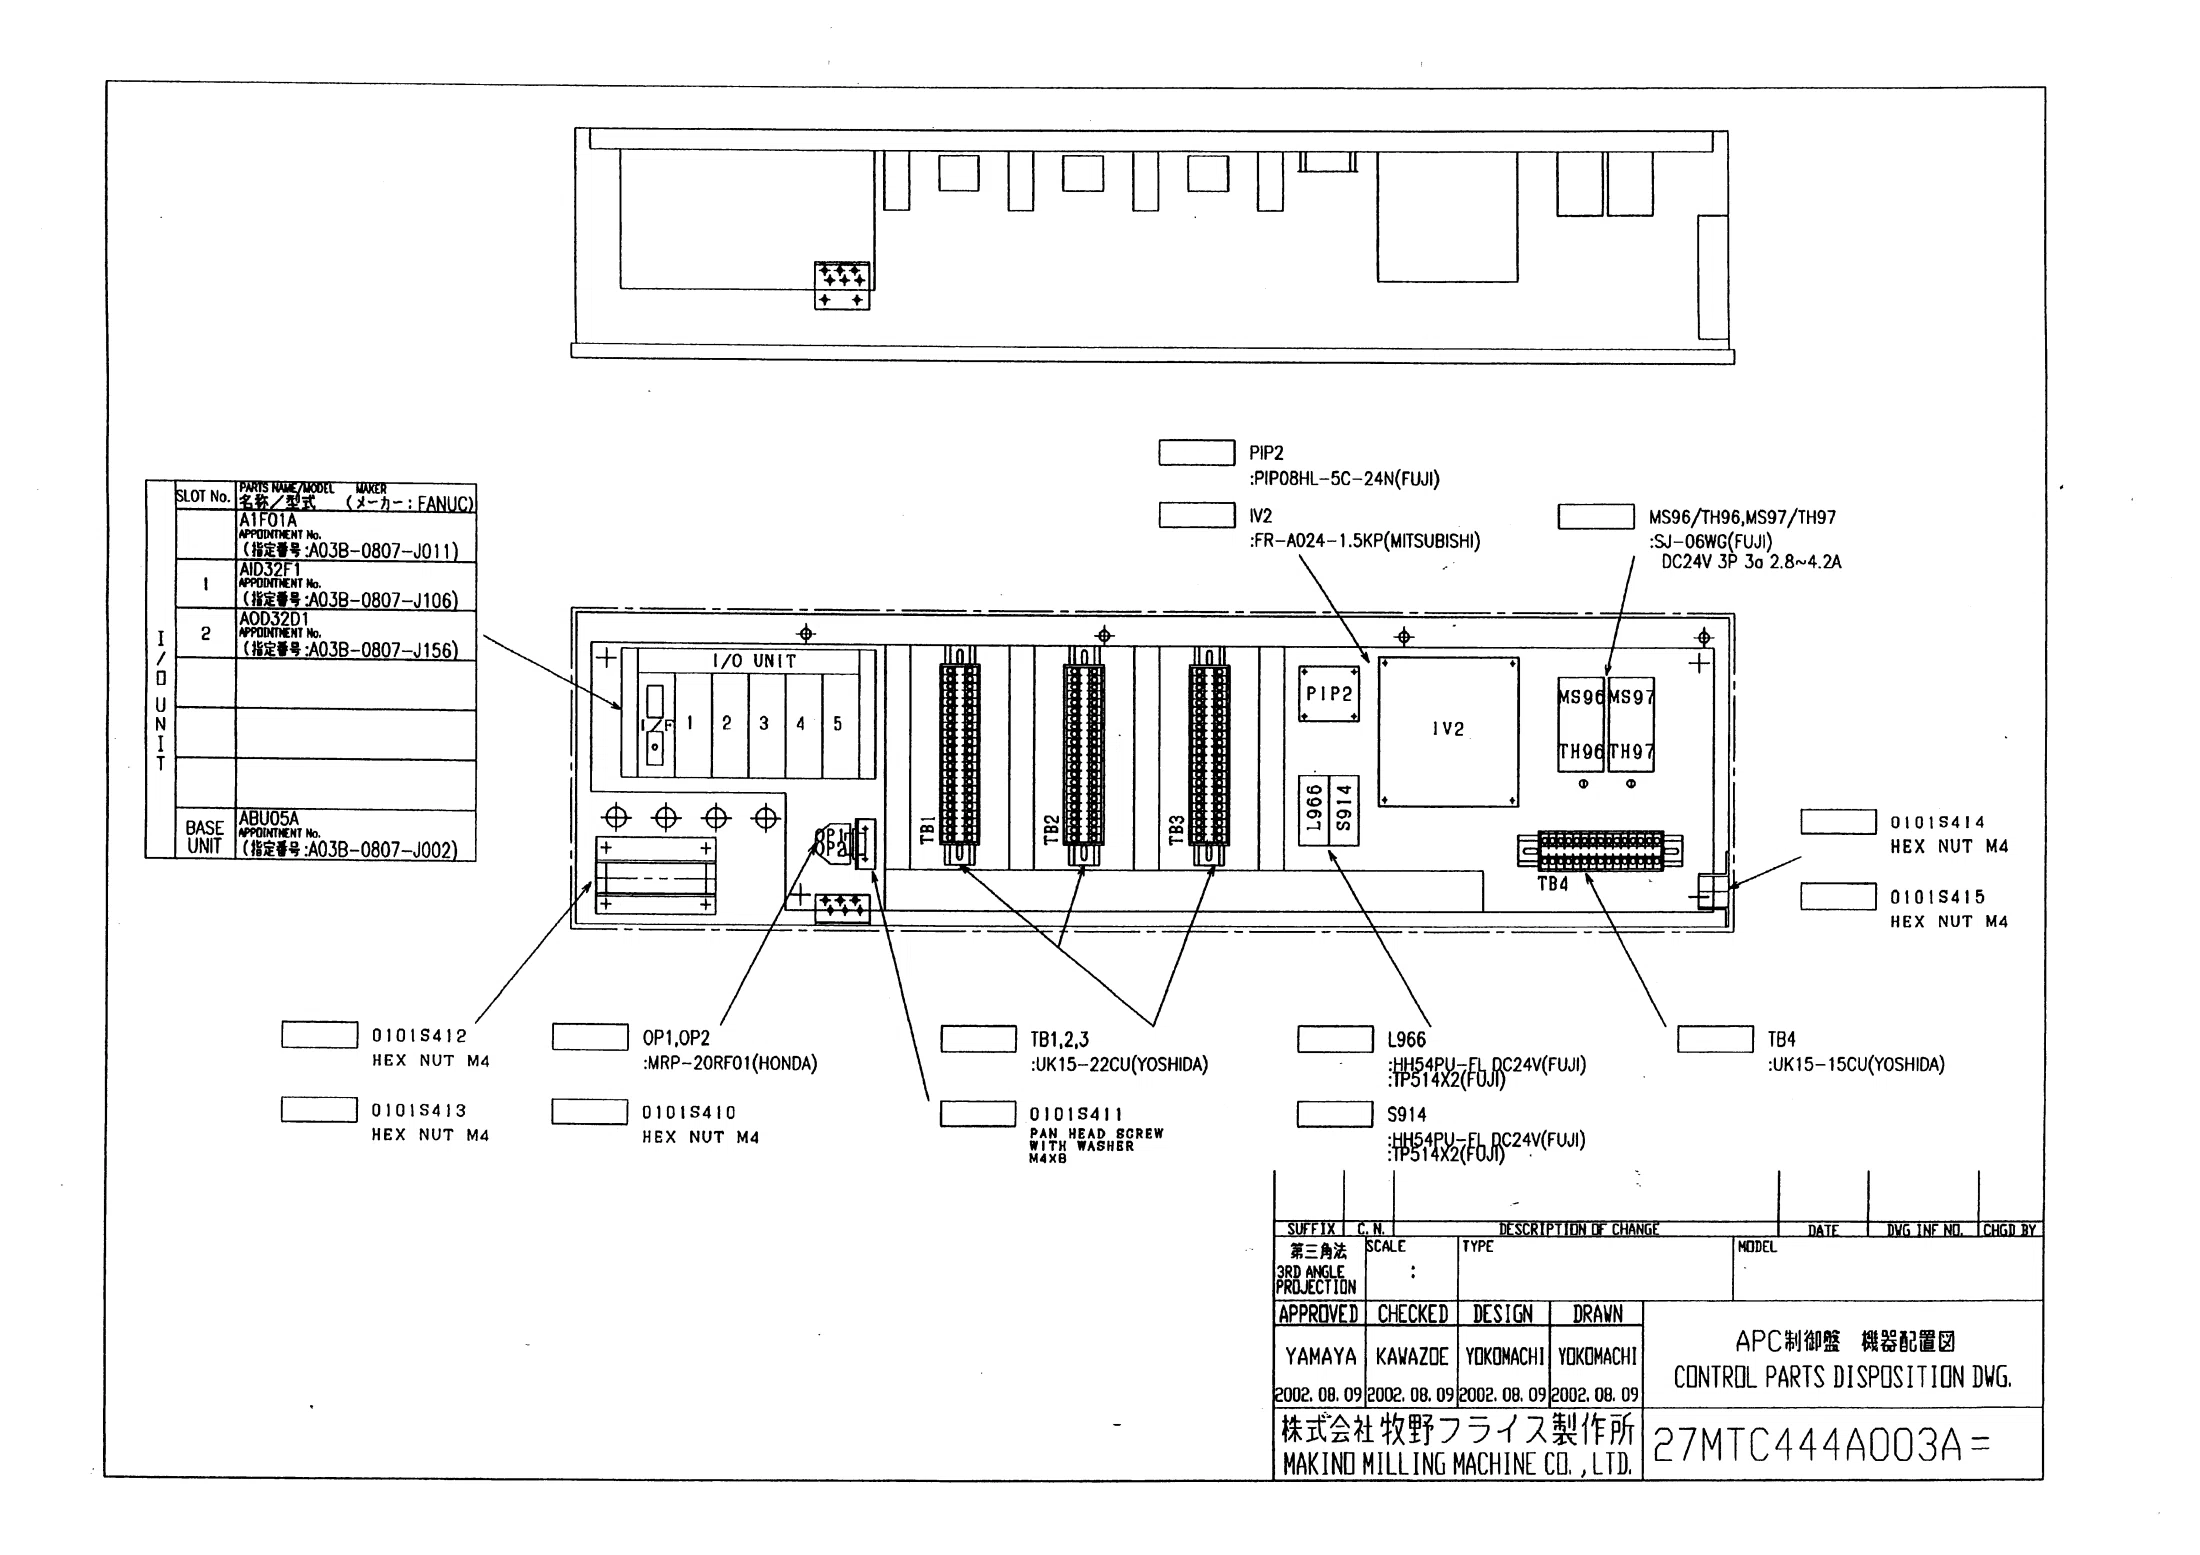 PIP2
:PIP08HL-5C-24N(FUJI)
IV2
:FR-A024-1.5KP(MITSUBISHI)
MS96/TH96,MS97/TH97
:SJ-06WG(FUJI)
DC24V 3P 3a 2.8~4.2A
I/O UNIT
SLOT No.
PARTS NAME/MODEL MAKER
名称/型式 (メーカー:FANUC)
A1F01A
APPOINTMENT No.
(指定番号:A03B-0807-J011)
1
AID32F1
APPOINTMENT No.
(指定番号:A03B-0807-J106)
2
AOD32D1
APPOINTMENT No.
(指定番号:A03B-0807-J156)
BASE UNIT
ABU05A
APPOINTMENT No.
(指定番号:A03B-0807-J002)
I/O UNIT
I/F
1
2
3
4
5
OP1
OP2
TB1
TB2
TB3
PIP2
L966
S914
IV2
MS96
MS97
TH96
TH97
TB4
0101S414
HEX NUT M4
0101S415
HEX NUT M4
0101S412
HEX NUT M4
0101S413
HEX NUT M4
OP1,OP2
:MRP-20RF01(HONDA)
0101S410
HEX NUT M4
TB1,2,3
:UK15-22CU(YOSHIDA)
0101S411
PAN HEAD SCREW
WITH WASHER
M4X8
L966
:HH54PU-FL DC24V(FUJI)
:TP514X2(FUJI)
S914
:HH54PU-FL DC24V(FUJI)
:TP514X2(FUJI)
TB4
:UK15-15CU(YOSHIDA)
SUFFIX C.N. DESCRIPTION OF CHANGE DATE DWG INF NO. CHGD BY
第三角法
3RD ANGLE
PROJECTION
SCALE
:
TYPE
MODEL
APPROVED CHECKED DESIGN DRAWN
YAMAYA KAWAZOE YOKOMACHI YOKOMACHI
2002.08.09 2002.08.09 2002.08.09 2002.08.09
APC制御盤 機器配置図
CONTROL PARTS DISPOSITION DWG.
株式会社牧野フライス製作所
MAKINO MILLING MACHINE CO.,LTD.
27MTC444A003A=